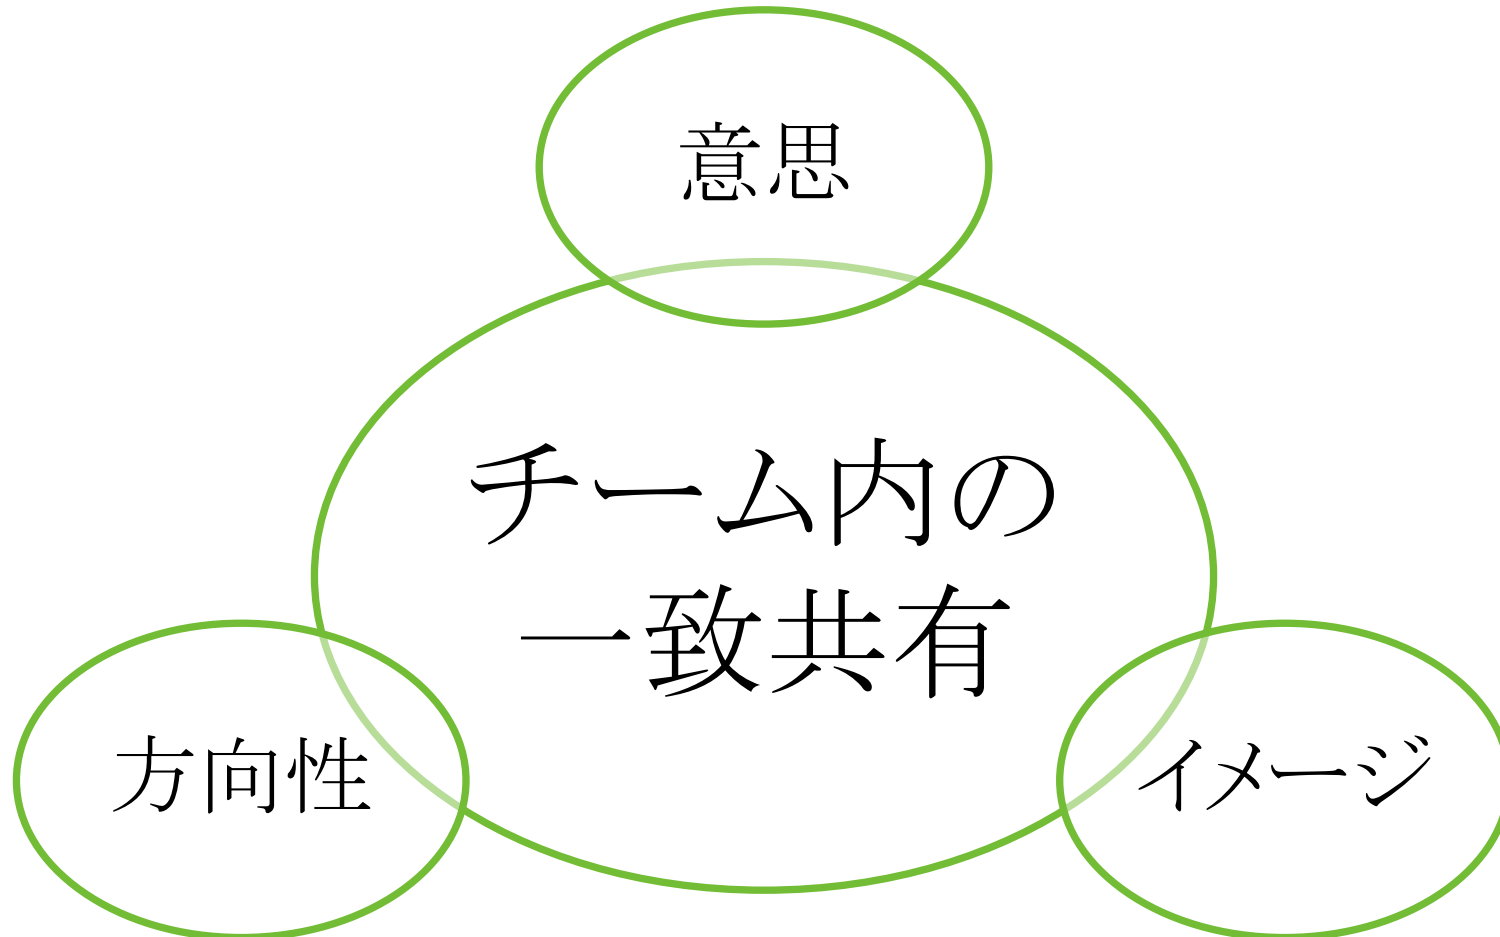 意思
チーム内の
一致共有
方向性
イメージ